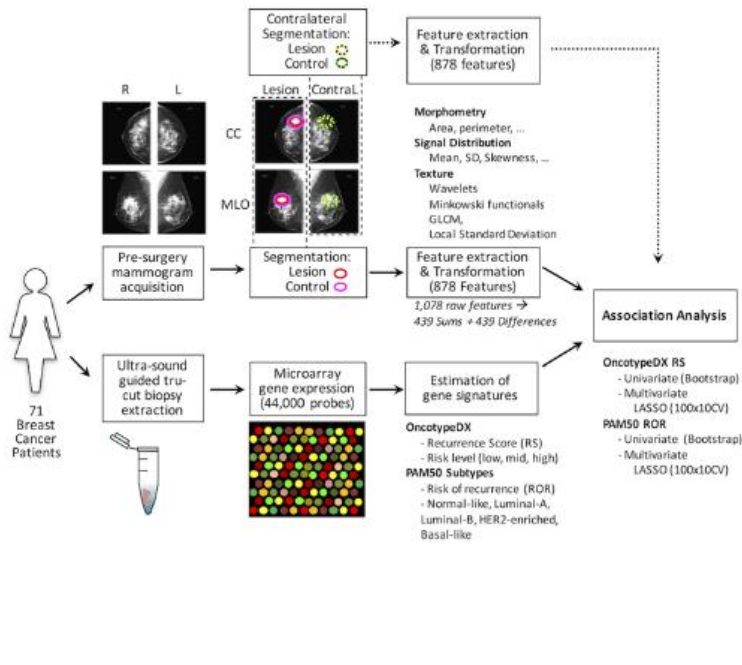 Contralateral
Segmentation:
Lesion
Control
Feature extraction
& Transformation
(878 features)
R L
Lesion ContraL
CC
MLO
Morphometry
Area, perimeter, ...
Signal Distribution
Mean, SD, Skewness, ...
Texture
Wavelets
Minkowski functionals
GLCM,
Local Standard Deviation
Pre-surgery
mammogram
acquisition
Segmentation:
Lesion
Control
Feature extraction
& Transformation
(878 Features)
1,078 raw features →
439 Sums + 439 Differences
Association Analysis
71
Breast
Cancer
Patients
Ultra-sound
guided tru-
cut biopsy
extraction
Microarray
gene expression
(44,000 probes)
Estimation of
gene signatures
OncotypeDX
- Recurrence Score (RS)
- Risk level (low, mid, high)
PAM50 Subtypes
- Risk of recurrence (ROR)
- Normal-like, Luminal-A,
Luminal-B, HER2-enriched,
Basal-like
OncotypeDX RS
- Univariate (Bootstrap)
- Multivariate
LASSO (100x10CV)
PAM50 ROR
- Univariate (Bootstrap)
- Multivariate
LASSO (100x10CV)